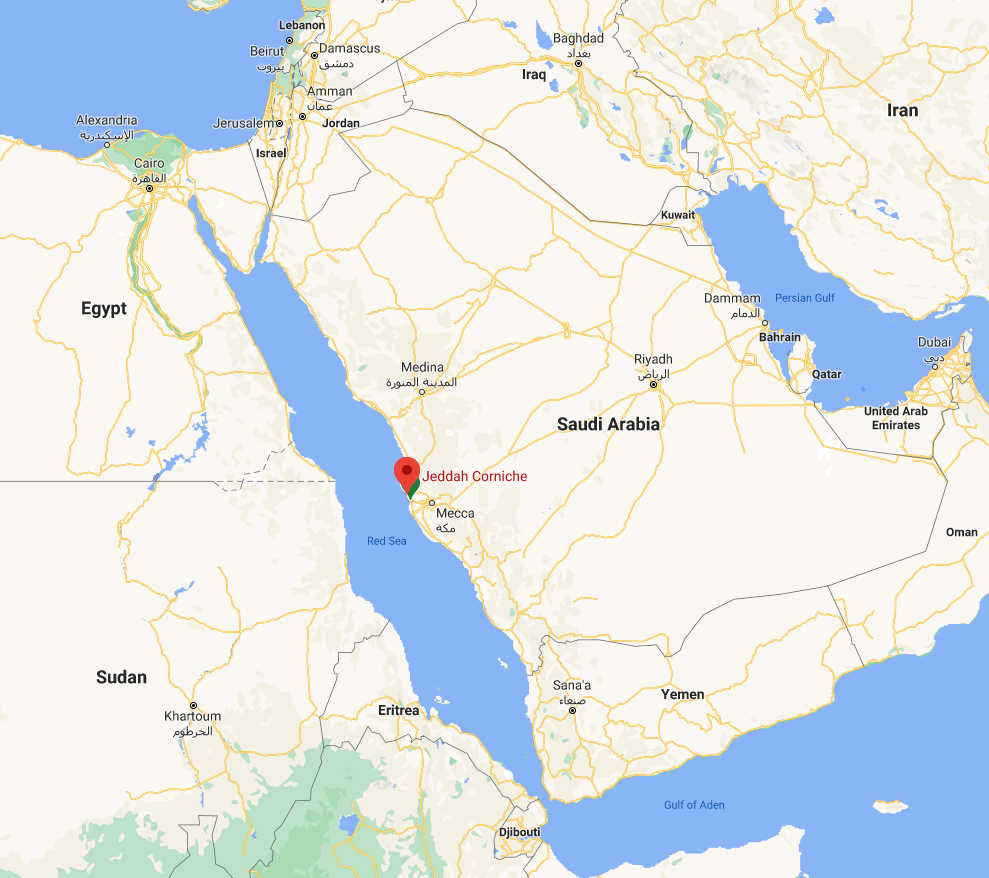 Lebanon
Beirut
بيروت
Damascus
دمشق
Baghdad
بغداد
Iraq
Iran
Amman
عمان
Jerusalem
Jordan
Alexandria
الإسكندرية
Israel
Cairo
القاهرة
Kuwait
Egypt
Dammam
الدمام
Persian Gulf
Bahrain
Dubai
دبي
Riyadh
الرياض
Medina
المدينة المنورة
Qatar
United Arab
Emirates
Saudi Arabia
Jeddah Corniche
Mecca
مكة
Oman
Red Sea
Sudan
Sana'a
صنعاء
Yemen
Khartoum
الخرطوم
Eritrea
Gulf of Aden
Djibouti